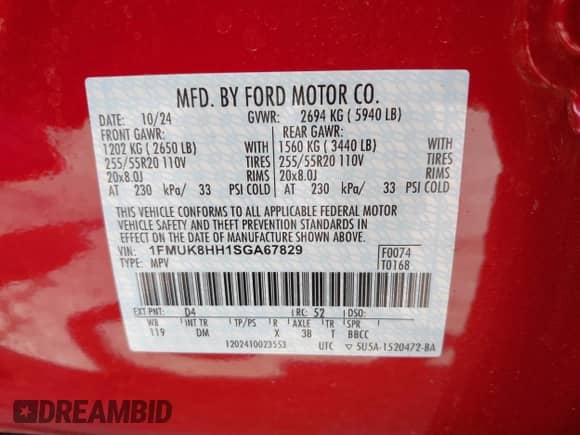 MFD. BY FORD MOTOR CO.
DATE: 10/24 GVWR: 2694 KG ( 5940 LB)
FRONT GAWR: REAR GAWR:
1202 KG ( 2650 LB) WITH 1560 KG ( 3440 LB) WITH
255/55R20 110V TIRES 255/55R20 110V TIRES
20x8.0J RIMS 20x8.0J RIMS
AT 230 kPa/ 33 PSI COLD AT 230 kPa/ 33 PSI COLD
THIS VEHICLE CONFORMS TO ALL APPLICABLE FEDERAL MOTOR
VEHICLE SAFETY AND THEFT PREVENTION STANDARDS IN
EFFECT ON THE DATE OF MANUFACTURE SHOWN ABOVE.
VIN: 1FMUK8HH1SGA67829 F0074
TYPE: MPV T0168
EXT PNT: D4 RC: 52 DSO:
WB INT TR TP/PS R AXLE TR SPR
119 DM X 3B T BBCC
1202410023553 UTC ▽ 5U5A-1520472-BA
DREAMBID